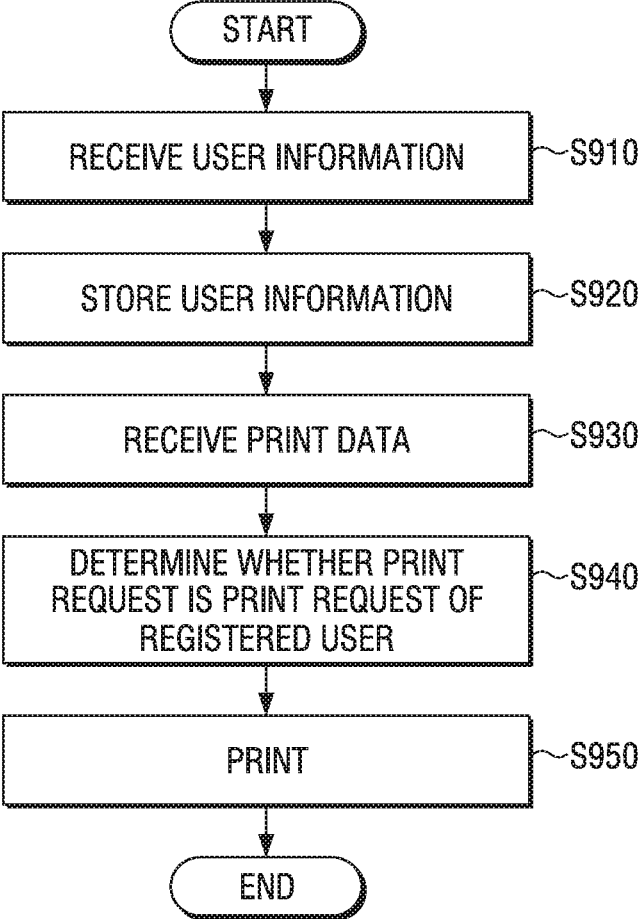 START
RECEIVE USER INFORMATION
S910
STORE USER INFORMATION
S920
RECEIVE PRINT DATA
S930
DETERMINE WHETHER PRINT
REQUEST IS PRINT REQUEST OF
REGISTERED USER
S940
PRINT
S950
END